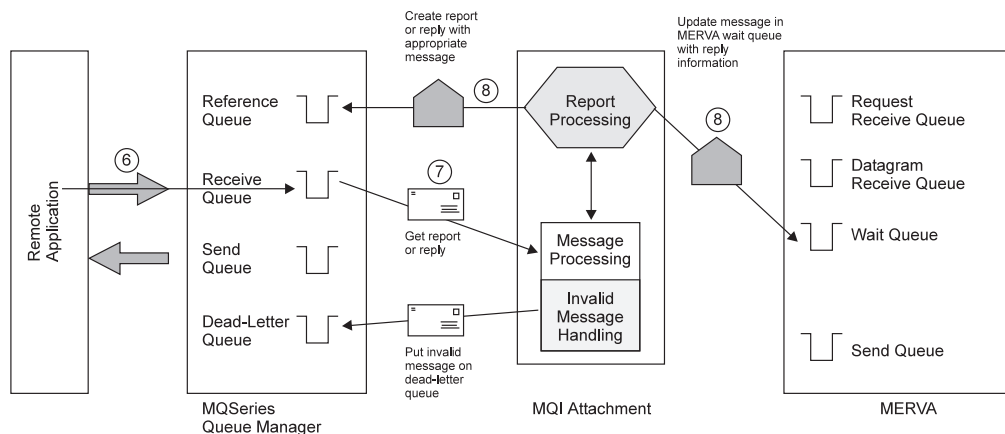 Create report
or reply with
appropriate
message
Update message in
MERVA wait queue
with reply
information
8
8
Reference
Queue
Report
Processing
Request
Receive Queue
6
7
Remote
Application
Receive
Queue
Datagram
Receive Queue
Get report
or reply
Send
Queue
Message
Processing
Wait Queue
Dead-Letter
Queue
Invalid
Message
Handling
Put invalid
message on
dead-letter
queue
Send Queue
MQSeries
Queue Manager
MQI Attachment
MERVA